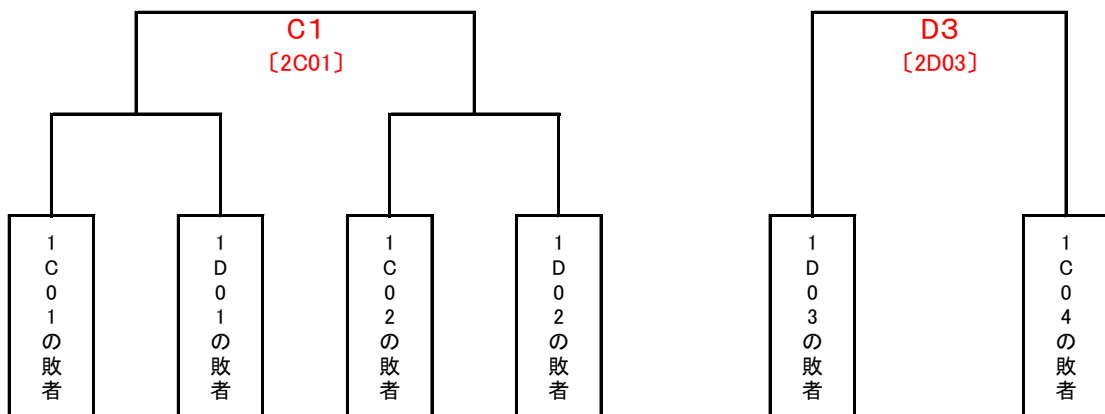 C1
〔2C01〕
D3
〔2D03〕
1C01の敗者
1D01の敗者
1C02の敗者
1D02の敗者
1D03の敗者
1C04の敗者